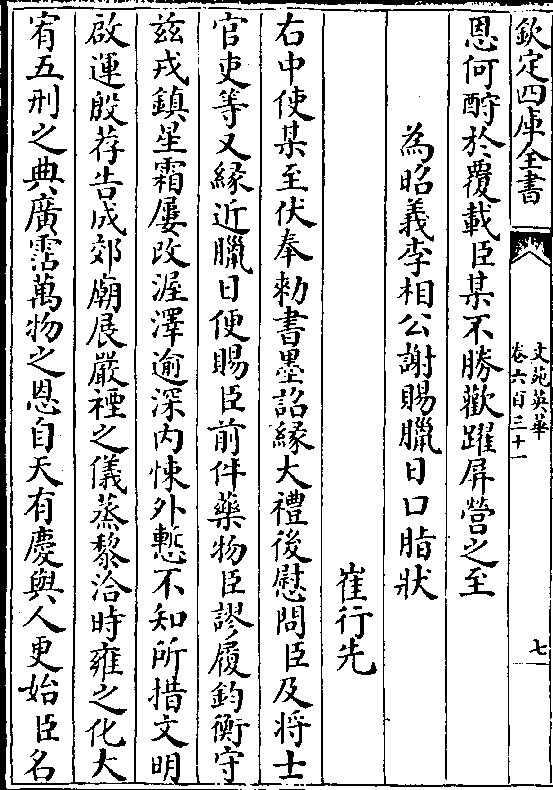 欽定四庫全書
文苑英華
卷六百三十一
七
恩何酧於覆載臣某不勝歡躍屏營之至
為昭義李相公謝賜臘日口脂狀
崔行先
右中使某至伏奉勑書墨詔緣大禮後慰問臣及將士
官吏等又緣近臘日便賜臣前件藥物臣謬履鈞衡守
兹戎鎮星霜屢改渥澤逾深内悚外慙不知所措文明
啟運殷荐告成郊廟展嚴禋之儀蒸黎洽時雍之化大
宥五刑之典廣霑萬物之恩自天有慶與人更始臣名